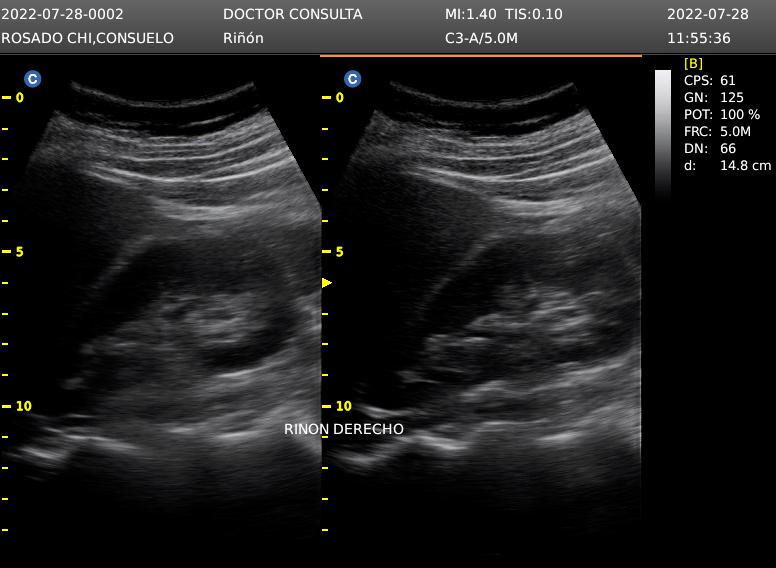 2022-07-28-0002 DOCTOR CONSULTA MI:1.40 TIS:0.10 2022-07-28
ROSADO CHI,CONSUELO Riñón C3-A/5.0M 11:55:36
[B]
C C
CPS: 61
0 0
GN: 125
POT: 100 %
FRC: 5.0M
DN: 66
d: 14.8 cm
5 5
10 10
RINON DERECHO